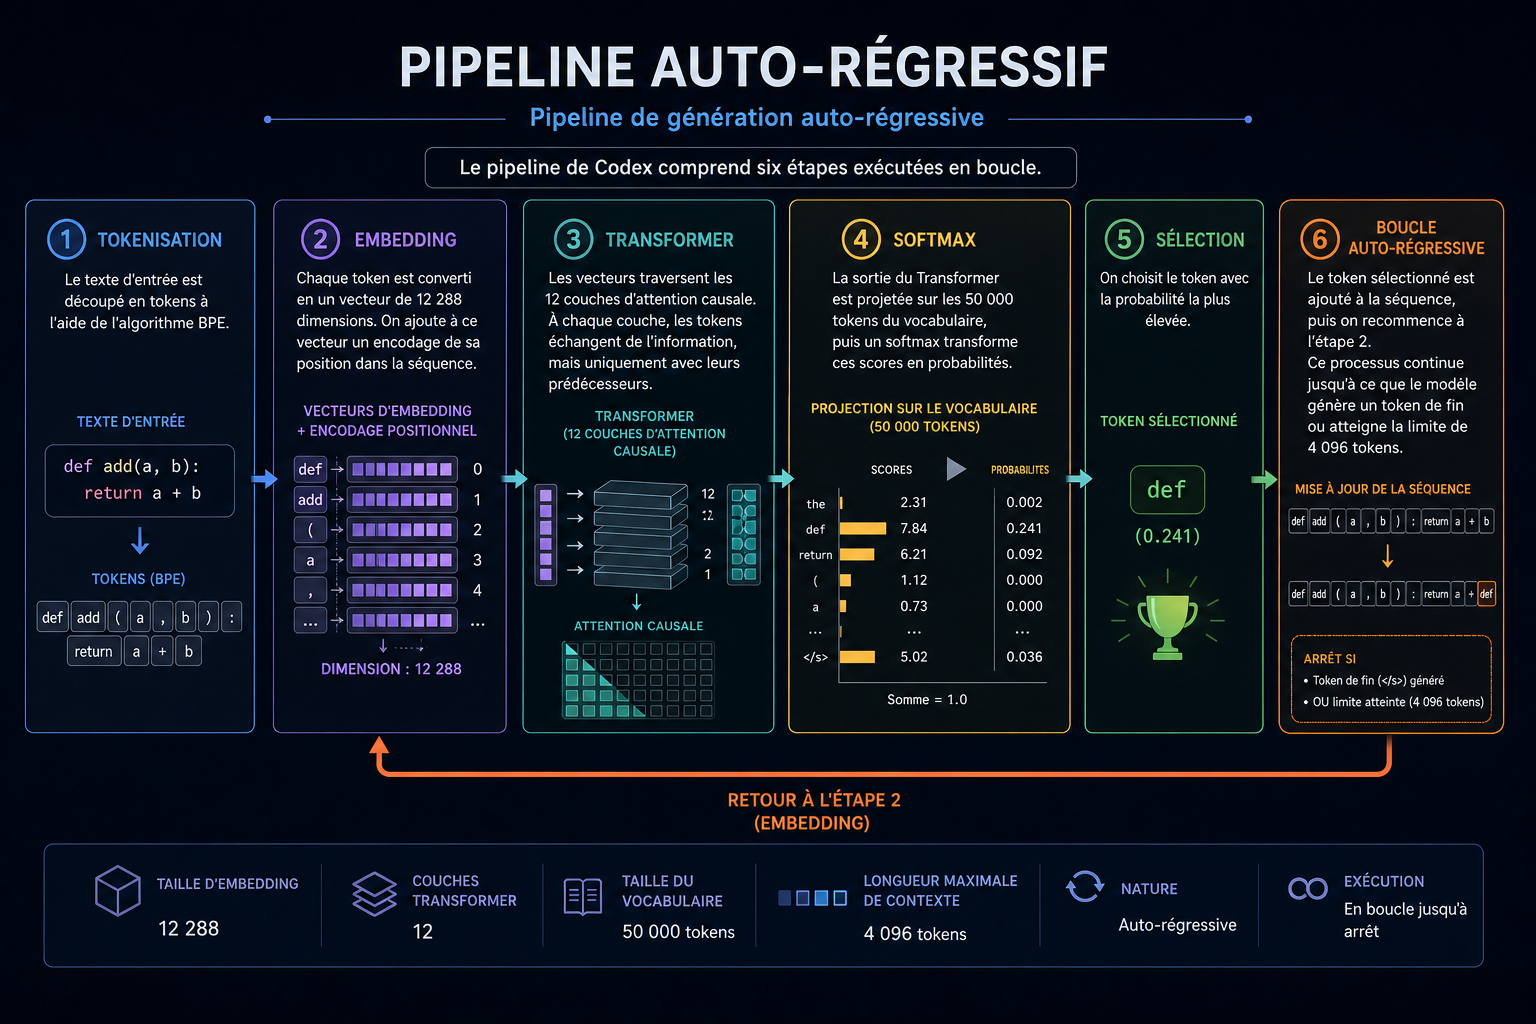 PIPELINE AUTO-RÉGRESSIF
Pipeline de génération auto-régressive
Le pipeline de Codex comprend six étapes exécutées en boucle.
1 TOKENISATION
Le texte d'entrée est
découpé en tokens à
l'aide de l'algorithme BPE.
TEXTE D'ENTRÉE
def add(a, b):
return a + b
TOKENS (BPE)
def add ( a , b ) :
return a + b
2 EMBEDDING
Chaque token est converti
en un vecteur de 12 288
dimensions. On ajoute à ce
vecteur un encodage de sa
position dans la séquence.
VECTEURS D'EMBEDDING
+ ENCODAGE POSITIONNEL
def 0
add 1
( 2
a 3
, 4
... ...
DIMENSION : 12 288
3 TRANSFORMER
Les vecteurs traversent les
12 couches d'attention causale.
À chaque couche, les tokens
échangent de l'information,
mais uniquement avec leurs
prédécesseurs.
TRANSFORMER
(12 COUCHES D'ATTENTION
CAUSALE)
12
2
1
ATTENTION CAUSALE
4 SOFTMAX
La sortie du Transformer
est projetée sur les 50 000
tokens du vocabulaire,
puis un softmax transforme
ces scores en probabilités.
PROJECTION SUR LE VOCABULAIRE
(50 000 TOKENS)
SCORES PROBABILITÉS
the 2.31 0.002
def 7.84 0.241
return 6.21 0.092
( 1.12 0.000
a 0.73 0.000
... ... ...
</s> 5.02 0.036
Somme = 1.0
5 SÉLECTION
On choisit le token avec
la probabilité la plus
élevée.
TOKEN SÉLECTIONNÉ
def
(0.241)
6 BOUCLE
AUTO-RÉGRESSIVE
Le token sélectionné est
ajouté à la séquence,
puis on recommence à
l'étape 2.
Ce processus continue
jusqu'à ce que le modèle
génère un token de fin
ou atteigne la limite de
4 096 tokens.
MISE À JOUR DE LA SÉQUENCE
def add ( a , b ) : return a + b
def add ( a , b ) : return a + def
ARRÊT SI
• Token de fin (</s>) généré
• OU limite atteinte (4 096 tokens)
RETOUR À L'ÉTAPE 2
(EMBEDDING)
TAILLE D'EMBEDDING
12 288
COUCHES
TRANSFORMER
12
TAILLE DU
VOCABULAIRE
50 000 tokens
LONGUEUR MAXIMALE
DE CONTEXTE
4 096 tokens
NATURE
Auto-régressive
EXÉCUTION
En boucle jusqu'à
arrêt